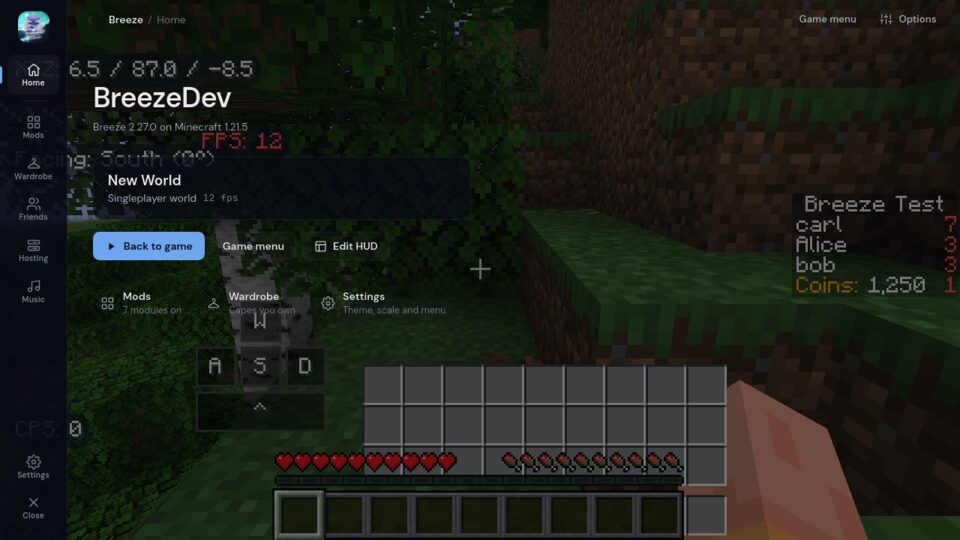 Breeze / Home
Game menu
Options
Home
Mods
Wardrobe
Friends
Hosting
Music
Settings
Close
6.5 / 87.0 / -8.5
BreezeDev
Breeze 2.27.0 on Minecraft 1.21.5
FPS: 12
Facing: South (0°)
New World
Singleplayer world 12 fps
Back to game
Game menu
Edit HUD
Mods
7 modules on
Wardrobe
Capes you own
Settings
Theme, scale and menu
W
A S D
^
CPS: 0
Breeze Test
carl 7
Alice 3
bob 3
Coins: 1,250 1